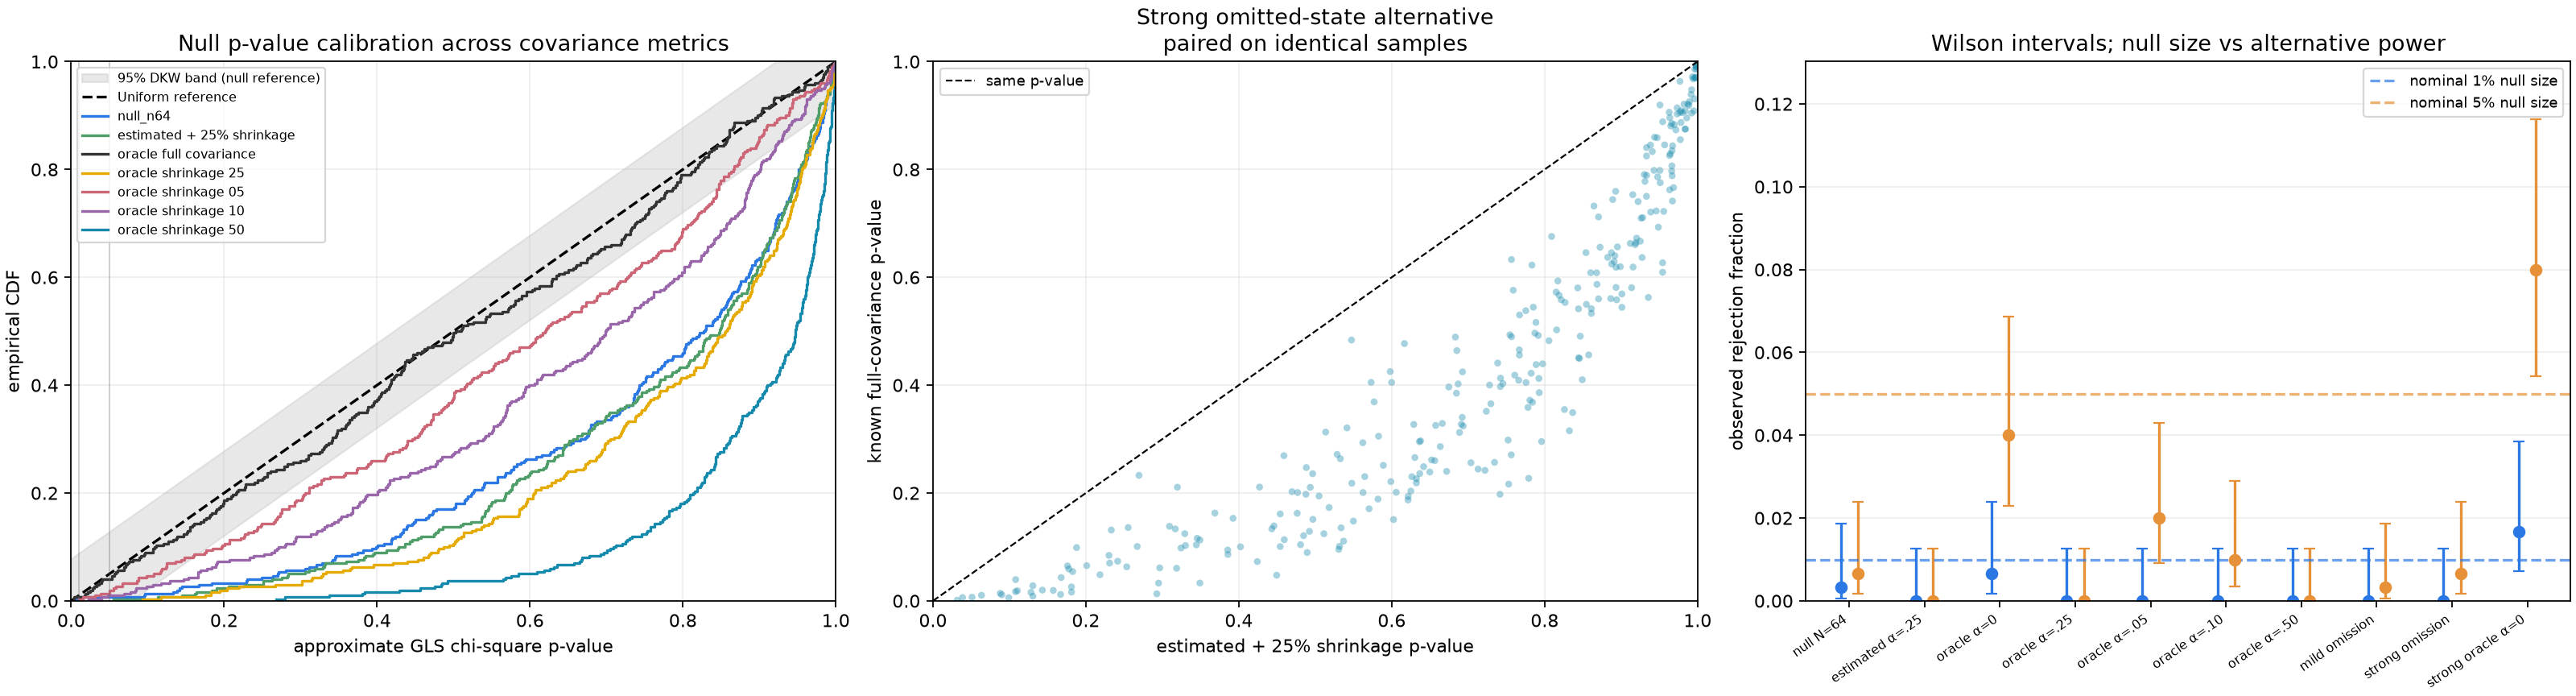 Null p-value calibration across covariance metrics
95% DKW band (null reference)
Uniform reference
null_n64
estimated + 25% shrinkage
oracle full covariance
oracle shrinkage 25
oracle shrinkage 05
oracle shrinkage 10
oracle shrinkage 50
empirical CDF
1.0
0.8
0.6
0.4
0.2
0.0
0.0 0.2 0.4 0.6 0.8 1.0
approximate GLS chi-square p-value
Strong omitted-state alternative
paired on identical samples
same p-value
known full-covariance p-value
1.0
0.8
0.6
0.4
0.2
0.0
0.0 0.2 0.4 0.6 0.8 1.0
estimated + 25% shrinkage p-value
Wilson intervals; null size vs alternative power
nominal 1% null size
nominal 5% null size
observed rejection fraction
0.12
0.10
0.08
0.06
0.04
0.02
0.00
null N=64
estimated α=.25
oracle α=0
oracle α=.25
oracle α=.05
oracle α=.10
oracle α=.50
mild omission
strong omission
strong oracle α=0